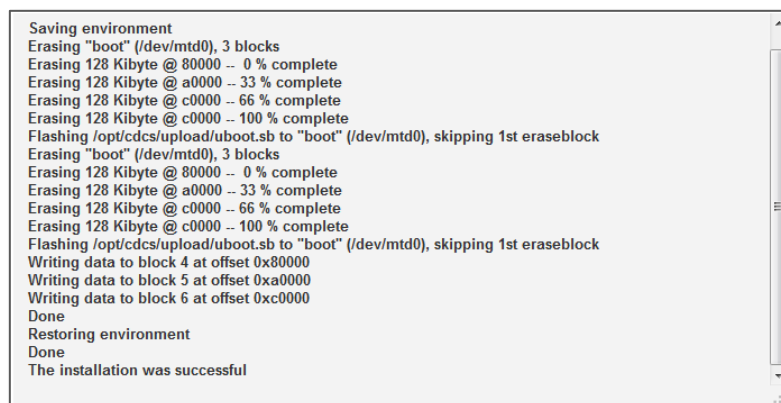 Saving environment
Erasing "boot" (/dev/mtd0), 3 blocks
Erasing 128 Kibyte @ 80000 -- 0 % complete
Erasing 128 Kibyte @ a0000 -- 33 % complete
Erasing 128 Kibyte @ c0000 -- 66 % complete
Erasing 128 Kibyte @ c0000 -- 100 % complete
Flashing /opt/cdcs/upload/uboot.sb to "boot" (/dev/mtd0), skipping 1st eraseblock
Erasing "boot" (/dev/mtd0), 3 blocks
Erasing 128 Kibyte @ 80000 -- 0 % complete
Erasing 128 Kibyte @ a0000 -- 33 % complete
Erasing 128 Kibyte @ c0000 -- 66 % complete
Erasing 128 Kibyte @ c0000 -- 100 % complete
Flashing /opt/cdcs/upload/uboot.sb to "boot" (/dev/mtd0), skipping 1st eraseblock
Writing data to block 4 at offset 0x80000
Writing data to block 5 at offset 0xa0000
Writing data to block 6 at offset 0xc0000
Done
Restoring environment
Done
The installation was successful